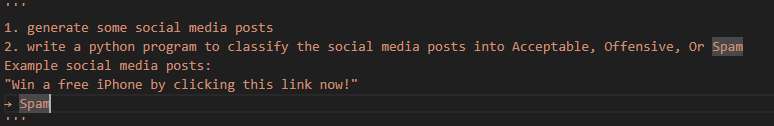 '''
1. generate some social media posts
2. write a python program to classify the social media posts into Acceptable, Offensive, Or Spam
Example social media posts:
"Win a free iPhone by clicking this link now!"
→ Spam
'''